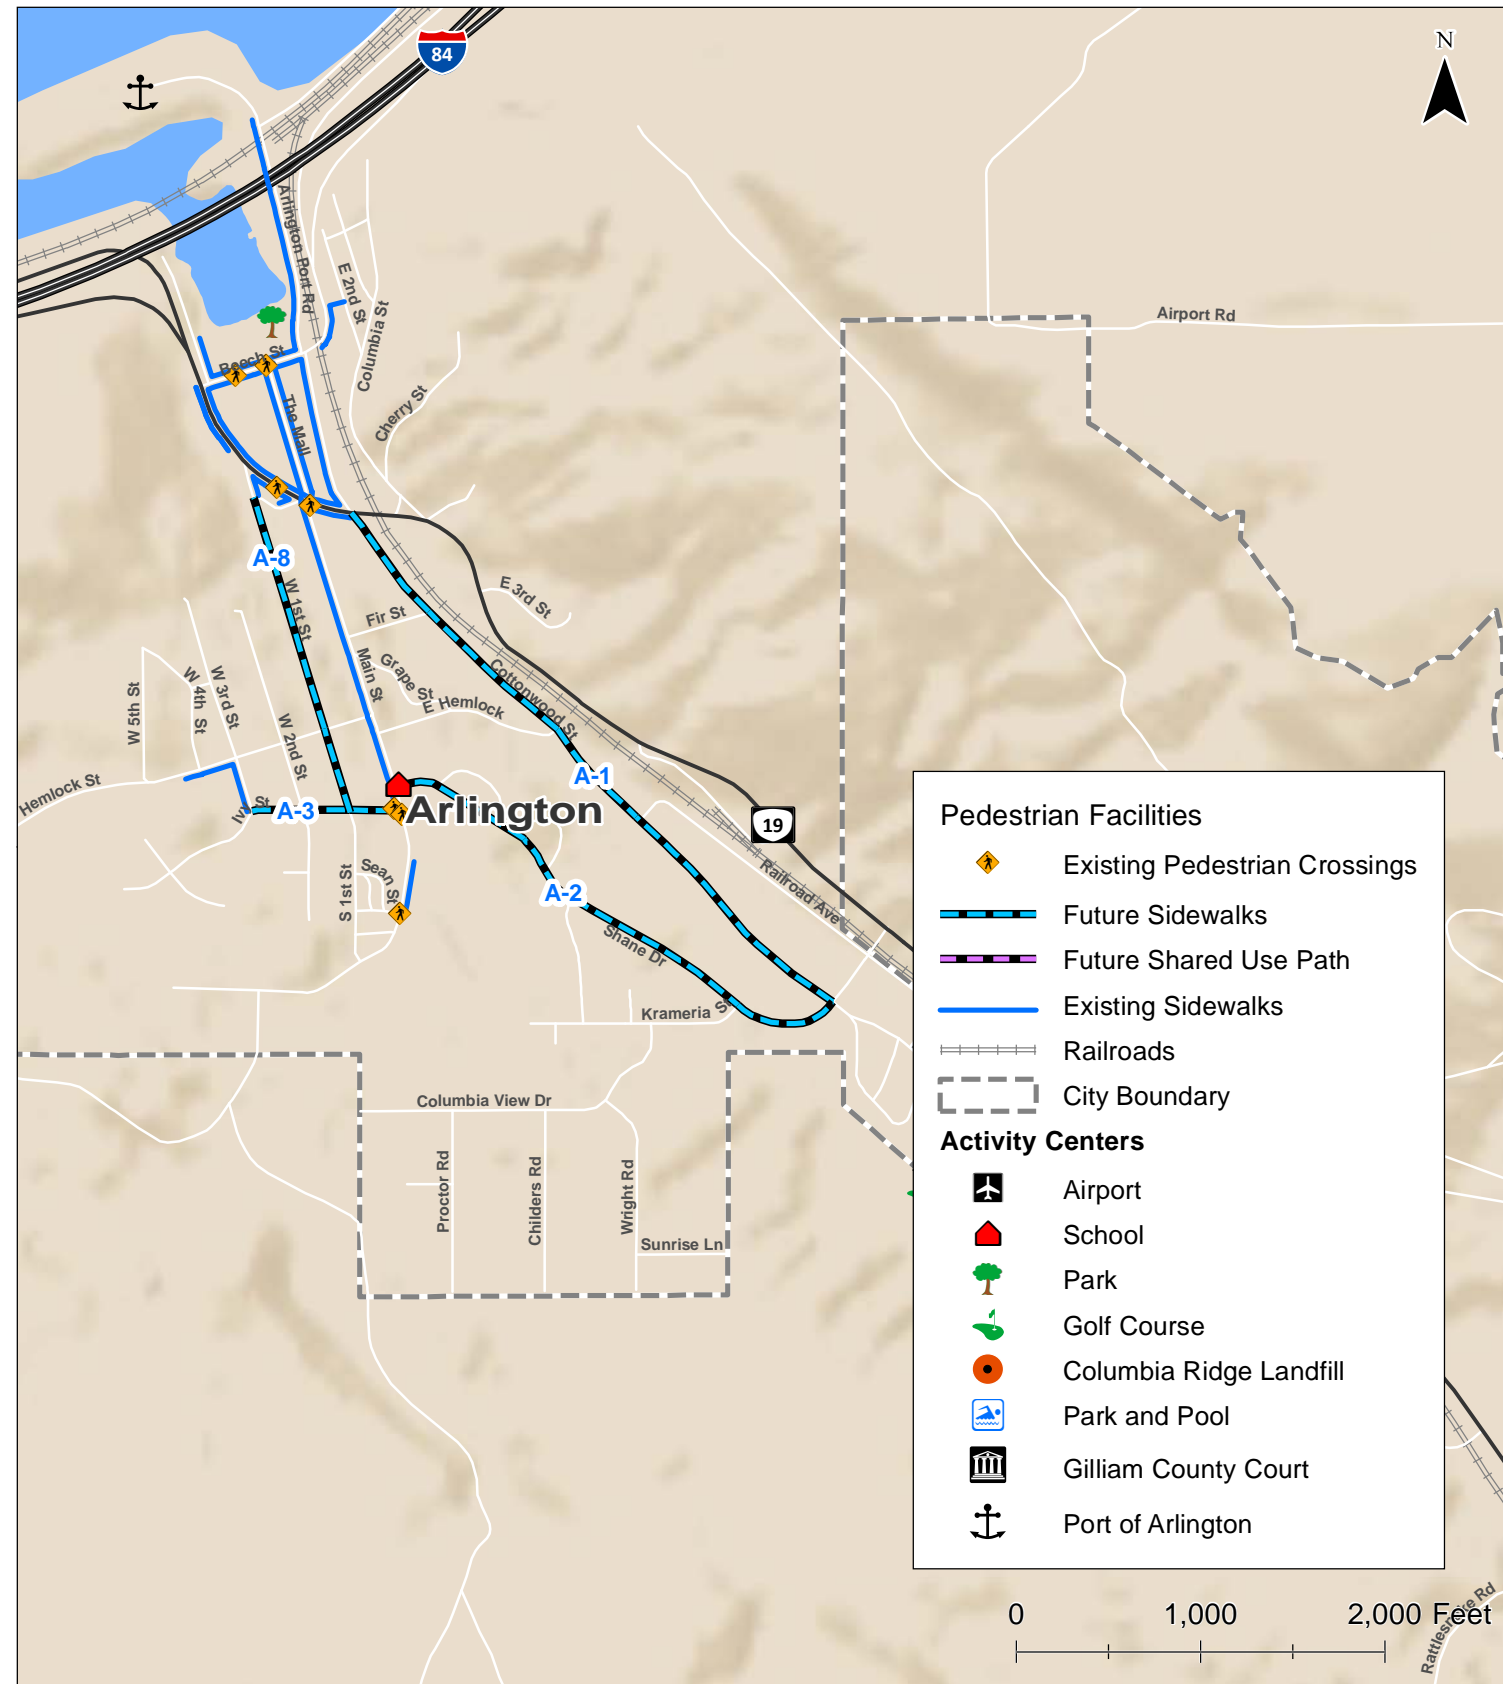 84
N
Arlington Port Rd
E 2nd St
Columbia St
Airport Rd
Beech St
The Mall
Cherry St
A-8
W 1st St
Fir St
E 3rd St
Main St
Grape St
E Hemlock
Cottonwood St
W 5th St
W 4th St
W 3rd St
W 2nd St
Hemlock St
Ivy St
A-3
A-1
Arlington
19
Railroad Ave
S 1st St
Sean St
A-2
Shane Dr
Krameria St
Columbia View Dr
Proctor Rd
Childers Rd
Wright Rd
Sunrise Ln
Pedestrian Facilities
Existing Pedestrian Crossings
Future Sidewalks
Future Shared Use Path
Existing Sidewalks
Railroads
City Boundary
Activity Centers
Airport
School
Park
Golf Course
Columbia Ridge Landfill
Park and Pool
Gilliam County Court
Port of Arlington
0 1,000 2,000 Feet
Rd